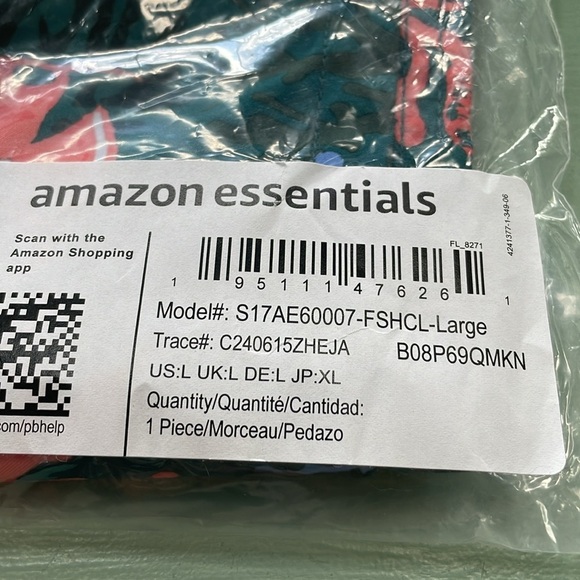 amazon essentials
Scan with the
Amazon Shopping
app
.com/pbhelp
FL_8271
1 95111 47626 1
Model#: S17AE60007-FSHCL-Large
Trace#: C240615ZHEJA B08P69QMKN
US:L UK:L DE:L JP:XL
Quantity/Quantité/Cantidad:
1 Piece/Morceau/Pedazo
4241377-1-349-06